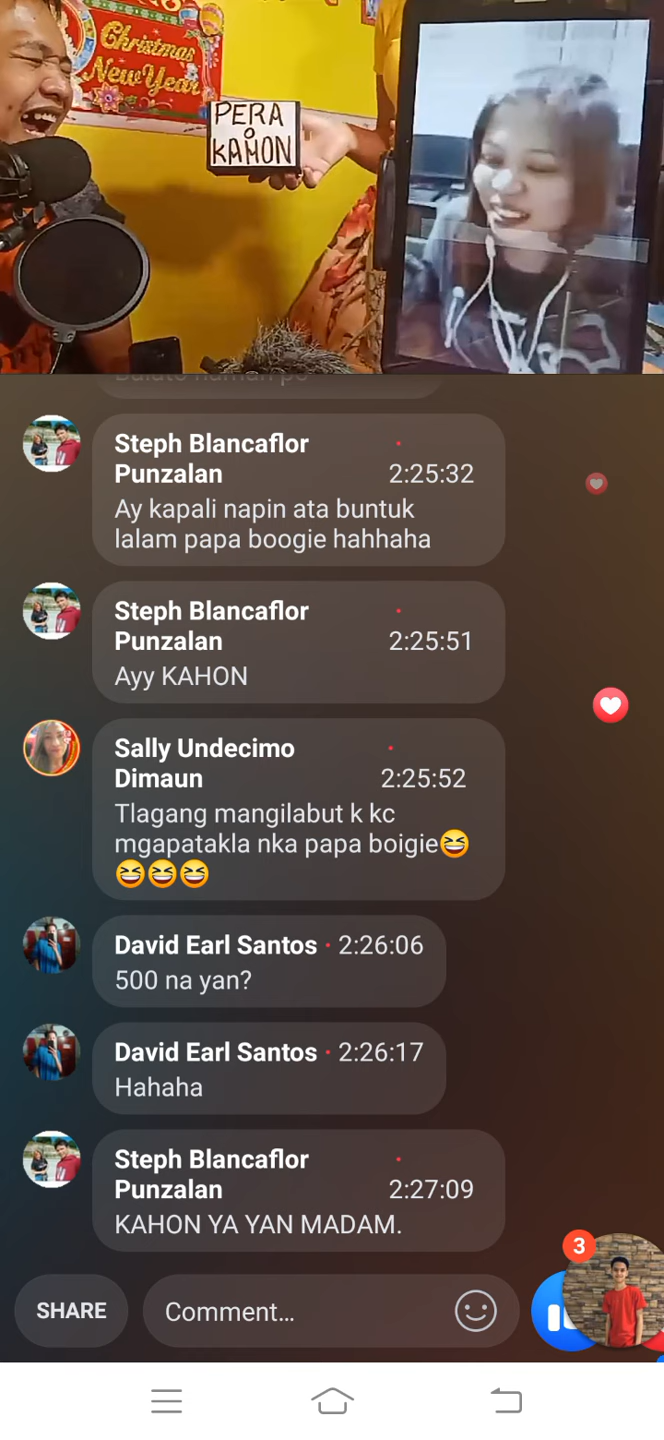 Christmas
New Year
PERA
O
KAHON
Steph Blancaflor
Punzalan · 2:25:32
Ay kapali napin ata buntuk
lalam papa boogie hahhaha
Steph Blancaflor
Punzalan · 2:25:51
Ayy KAHON
Sally Undecimo
Dimaun · 2:25:52
Tlagang mangilabut k kc
mgapatakla nka papa boigie😆
😆😆😆
David Earl Santos · 2:26:06
500 na yan?
David Earl Santos · 2:26:17
Hahaha
Steph Blancaflor
Punzalan · 2:27:09
KAHON YA YAN MADAM.
3
SHARE
Comment...